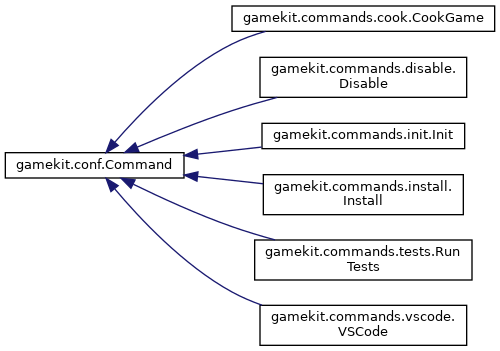 gamekit.commands.cook.CookGame
gamekit.commands.disable.
Disable
gamekit.commands.init.Init
gamekit.conf.Command
gamekit.commands.install.
Install
gamekit.commands.tests.Run
Tests
gamekit.commands.vscode.
VSCode